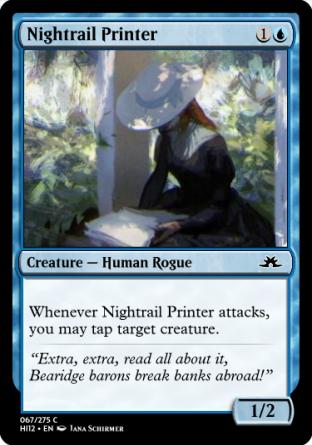 Nightrail Printer 1
Creature — Human Rogue
Whenever Nightrail Printer attacks,
you may tap target creature.
“Extra, extra, read all about it,
Bearidge barons break banks abroad!”
1/2
067/275 C
HI12 • EN Jana Schirmer